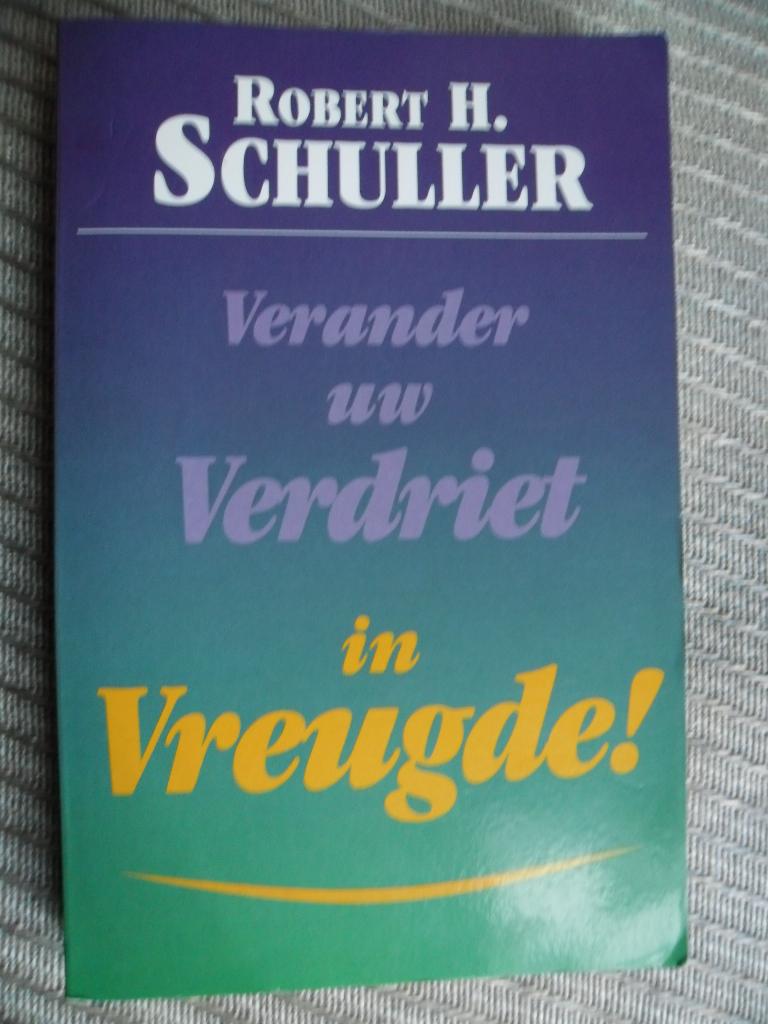 ROBERT H.
SCHULLER
Verander
uw
Verdriet
in
Vreugde!